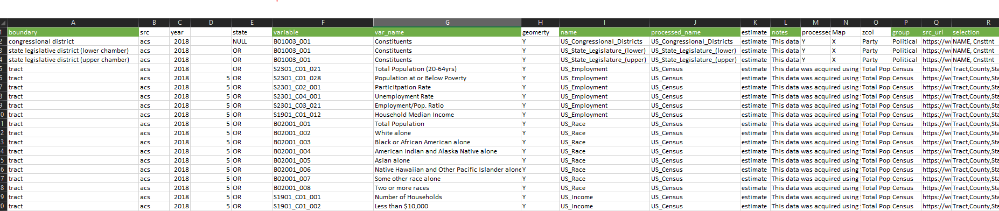 A B C D E F G H I J K L M N O P Q R
1 boundary src year state variable var_name geomerty name processed_name estimate notes processed Map zcol group src_url selection
2 congressional district acs 2018 NULL B01003_001 Constituents Y US_Congressional_Districts US_Congressional_Districts estimate This data Y X Party Political https://w NAME, Cnsttnt
3 state legislative district (lower chamber) acs 2018 OR B01003_001 Constituents Y US_State_Legislature_(lower) US_State_Legislature_(lower) estimate This data Y X Party Political https://w NAME, Cnsttnt
4 state legislative district (upper chamber) acs 2018 OR B01003_001 Constituents Y US_State_Legislature_(upper) US_State_Legislature_(upper) estimate This data Y X Party Political https://w NAME, Cnsttnt
5 tract acs 2018 OR S2301_C01_021 Total Population (20-64yrs) Y US_Employment US_Census estimate This data was acquired using Total Pop Census https://w Tract,County,Sta
6 tract acs 2018 5 OR S2301_C01_028 Population at or Below Poverty Y US_Employment US_Census estimate This data was acquired using Total Pop Census https://w Tract,County,Sta
7 tract acs 2018 5 OR S2301_C02_001 Particitpation Rate Y US_Employment US_Census estimate This data was acquired using Total Pop Census https://w Tract,County,Sta
8 tract acs 2018 5 OR S2301_C04_001 Unemployment Rate Y US_Employment US_Census estimate This data was acquired using Total Pop Census https://w Tract,County,Sta
9 tract acs 2018 5 OR S2301_C03_021 Employment/Pop. Ratio Y US_Employment US_Census estimate This data was acquired using Total Pop Census https://w Tract,County,Sta
0 tract acs 2018 5 OR S1901_C01_012 Household Median Income Y US_Employment US_Census estimate This data was acquired using Total Pop Census https://w Tract,County,Sta
1 tract acs 2018 5 OR B02001_001 Total Population Y US_Race US_Census estimate This data was acquired using Total Pop Census https://w Tract,County,Sta
2 tract acs 2018 5 OR B02001_002 White alone Y US_Race US_Census estimate This data was acquired using Total Pop Census https://w Tract,County,Sta
3 tract acs 2018 5 OR B02001_003 Black or African American alone Y US_Race US_Census estimate This data was acquired using Total Pop Census https://w Tract,County,Sta
4 tract acs 2018 5 OR B02001_004 American Indian and Alaska Native alone Y US_Race US_Census estimate This data was acquired using Total Pop Census https://w Tract,County,Sta
5 tract acs 2018 5 OR B02001_005 Asian alone Y US_Race US_Census estimate This data was acquired using Total Pop Census https://w Tract,County,Sta
6 tract acs 2018 5 OR B02001_006 Native Hawaiian and Other Pacific Islander alone Y US_Race US_Census estimate This data was acquired using Total Pop Census https://w Tract,County,Sta
7 tract acs 2018 5 OR B02001_007 Some other race alone Y US_Race US_Census estimate This data was acquired using Total Pop Census https://w Tract,County,Sta
8 tract acs 2018 5 OR B02001_008 Two or more races Y US_Race US_Census estimate This data was acquired using Total Pop Census https://w Tract,County,Sta
9 tract acs 2018 5 OR S1901_C01_001 Number of Households Y US_Income US_Census estimate This data was acquired using Total Pop Census https://w Tract,County,Sta
0 tract acs 2018 5 OR S1901_C01_002 Less than $10,000 Y US_Income US_Census estimate This data was acquired using Total Pop Census https://w Tract,County,Sta